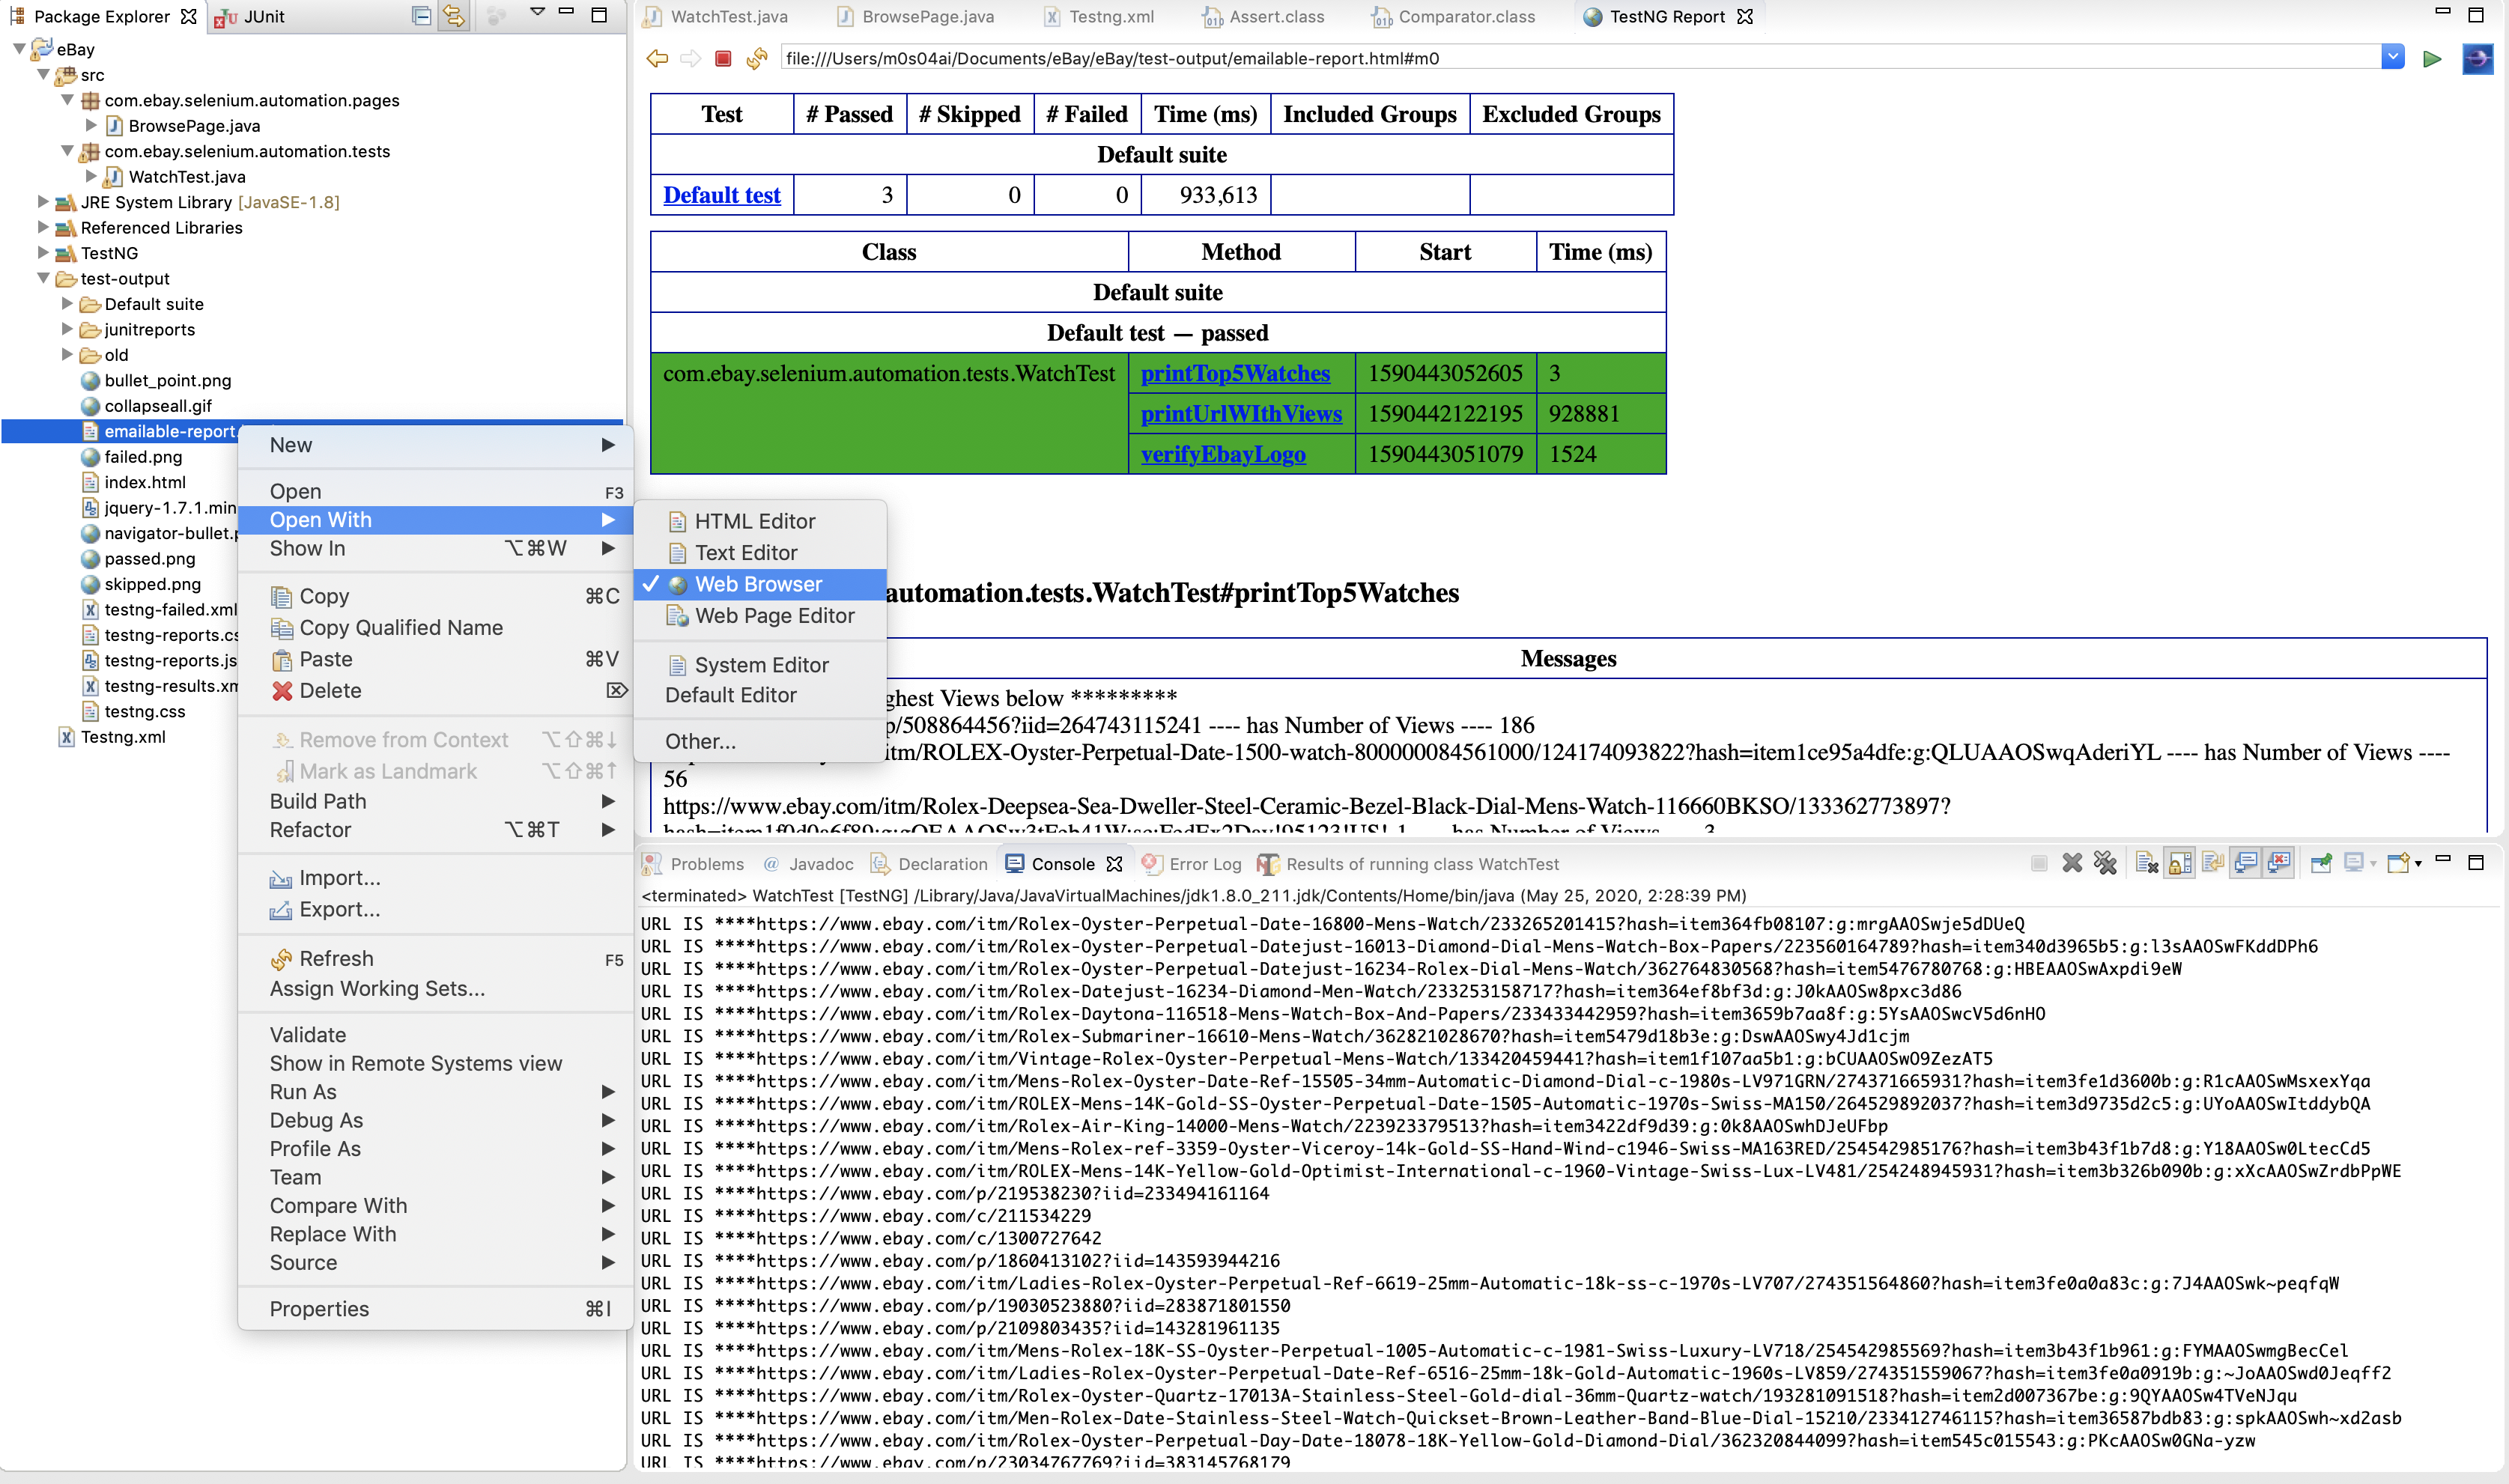 Package Explorer
JUnit
eBay
src
com.ebay.selenium.automation.pages
BrowsePage.java
com.ebay.selenium.automation.tests
WatchTest.java
JRE System Library [JavaSE-1.8]
Referenced Libraries
TestNG
test-output
Default suite
junitreports
old
bullet_point.png
collapseall.gif
emailable-report.
failed.png
index.html
jquery-1.7.1.min
navigator-bullet.p
passed.png
skipped.png
testng-failed.xml
testng-reports.cs
testng-reports.js
testng-results.xm
testng.css
Testng.xml
New
Open F3
Open With
Show In ⌥⌘W
Copy ⌘C
Copy Qualified Name
Paste ⌘V
Delete ⌦
Remove from Context ⌥⇧⌘↓
Mark as Landmark ⌥⇧⌘↑
Build Path
Refactor ⌥⌘T
Import...
Export...
Refresh F5
Assign Working Sets...
Validate
Show in Remote Systems view
Run As
Debug As
Profile As
Team
Compare With
Replace With
Source
Properties ⌘I
HTML Editor
Text Editor
✓ Web Browser
Web Page Editor
System Editor
Default Editor
Other...
WatchTest.java BrowsePage.java Testng.xml Assert.class Comparator.class TestNG Report
file:///Users/m0s04ai/Documents/eBay/eBay/test-output/emailable-report.html#m0
Test # Passed # Skipped # Failed Time (ms) Included Groups Excluded Groups
Default suite
Default test 3 0 0 933,613
Class Method Start Time (ms)
Default suite
Default test — passed
com.ebay.selenium.automation.tests.WatchTest printTop5Watches 1590443052605 3
printUrlWIthViews 1590442122195 928881
verifyEbayLogo 1590443051079 1524
automation.tests.WatchTest#printTop5Watches
Messages
ghest Views below *********
p/508864456?iid=264743115241 ---- has Number of Views ---- 186
itm/ROLEX-Oyster-Perpetual-Date-1500-watch-800000084561000/124174093822?hash=item1ce95a4dfe:g:QLUAAOSwqAderiYL ---- has Number of Views ----
56
https://www.ebay.com/itm/Rolex-Deepsea-Sea-Dweller-Steel-Ceramic-Bezel-Black-Dial-Mens-Watch-116660BKSO/133362773897?
Problems Javadoc Declaration Console Error Log Results of running class WatchTest
<terminated> WatchTest [TestNG] /Library/Java/JavaVirtualMachines/jdk1.8.0_211.jdk/Contents/Home/bin/java (May 25, 2020, 2:28:39 PM)
URL IS ****https://www.ebay.com/itm/Rolex-Oyster-Perpetual-Date-16800-Mens-Watch/233265201415?hash=item364fb08107:g:mrgAAOSwje5dDUeQ
URL IS ****https://www.ebay.com/itm/Rolex-Oyster-Perpetual-Datejust-16013-Diamond-Dial-Mens-Watch-Box-Papers/223560164789?hash=item340d3965b5:g:l3sAAOSwFKddDPh6
URL IS ****https://www.ebay.com/itm/Rolex-Oyster-Perpetual-Datejust-16234-Rolex-Dial-Mens-Watch/362764830568?hash=item5476780768:g:HBEAAOSwAxpdi9eW
URL IS ****https://www.ebay.com/itm/Rolex-Datejust-16234-Diamond-Men-Watch/233253158717?hash=item364ef8bf3d:g:J0kAAOSw8pxc3d86
URL IS ****https://www.ebay.com/itm/Rolex-Daytona-116518-Mens-Watch-Box-And-Papers/233433442959?hash=item3659b7aa8f:g:5YsAAOSwcV5d6nHO
URL IS ****https://www.ebay.com/itm/Rolex-Submariner-16610-Mens-Watch/362821028670?hash=item5479d18b3e:g:DswAAOSwy4Jd1cjm
URL IS ****https://www.ebay.com/itm/Vintage-Rolex-Oyster-Perpetual-Mens-Watch/133420459441?hash=item1f107aa5b1:g:bCUAAOSwO9ZezAT5
URL IS ****https://www.ebay.com/itm/Mens-Rolex-Oyster-Date-Ref-15505-34mm-Automatic-Diamond-Dial-c-1980s-LV971GRN/274371665931?hash=item3fe1d3600b:g:R1cAAOSwMsxexYqa
URL IS ****https://www.ebay.com/itm/ROLEX-Mens-14K-Gold-SS-Oyster-Perpetual-Date-1505-Automatic-1970s-Swiss-MA150/264529892037?hash=item3d9735d2c5:g:UYoAAOSwItddybQA
URL IS ****https://www.ebay.com/itm/Rolex-Air-King-14000-Mens-Watch/223923379513?hash=item3422df9d39:g:0k8AAOSwhDJeUFbp
URL IS ****https://www.ebay.com/itm/Mens-Rolex-ref-3359-Oyster-Viceroy-14k-Gold-SS-Hand-Wind-c1946-Swiss-MA163RED/254542985176?hash=item3b43f1b7d8:g:Y18AAOSw0LtecCd5
URL IS ****https://www.ebay.com/itm/ROLEX-Mens-14K-Yellow-Gold-Optimist-International-c-1960-Vintage-Swiss-Lux-LV481/254248945931?hash=item3b326b090b:g:xXcAAOSwZrdbPpWE
URL IS ****https://www.ebay.com/p/219538230?iid=233494161164
URL IS ****https://www.ebay.com/c/211534229
URL IS ****https://www.ebay.com/c/1300727642
URL IS ****https://www.ebay.com/p/1860413102?iid=143593944216
URL IS ****https://www.ebay.com/itm/Ladies-Rolex-Oyster-Perpetual-Ref-6619-25mm-Automatic-18k-ss-c-1970s-LV707/274351564860?hash=item3fe0a0a83c:g:7J4AAOSwk~peqfqW
URL IS ****https://www.ebay.com/p/19030523880?iid=283871801550
URL IS ****https://www.ebay.com/p/2109803435?iid=143281961135
URL IS ****https://www.ebay.com/itm/Mens-Rolex-18K-SS-Oyster-Perpetual-1005-Automatic-c-1981-Swiss-Luxury-LV718/254542985569?hash=item3b43f1b961:g:FYMAAOSwmgBecCel
URL IS ****https://www.ebay.com/itm/Ladies-Rolex-Oyster-Perpetual-Date-Ref-6516-25mm-18k-Gold-Automatic-1960s-LV859/274351559067?hash=item3fe0a0919b:g:~JoAAOSwd0Jeqff2
URL IS ****https://www.ebay.com/itm/Rolex-Oyster-Quartz-17013A-Stainless-Steel-Gold-dial-36mm-Quartz-watch/193281091518?hash=item2d007367be:g:9QYAAOSw4TVeNJqu
URL IS ****https://www.ebay.com/itm/Men-Rolex-Date-Stainless-Steel-Watch-Quickset-Brown-Leather-Band-Blue-Dial-15210/233412746115?hash=item36587bdb83:g:spkAAOSwh~xd2asb
URL IS ****https://www.ebay.com/itm/Rolex-Oyster-Perpetual-Day-Date-18078-18K-Yellow-Gold-Diamond-Dial/362320844099?hash=item545c015543:g:PKcAAOSw0GNa-yzw
URL IS ****https://www.ebay.com/p/23034767769?iid=383145768179